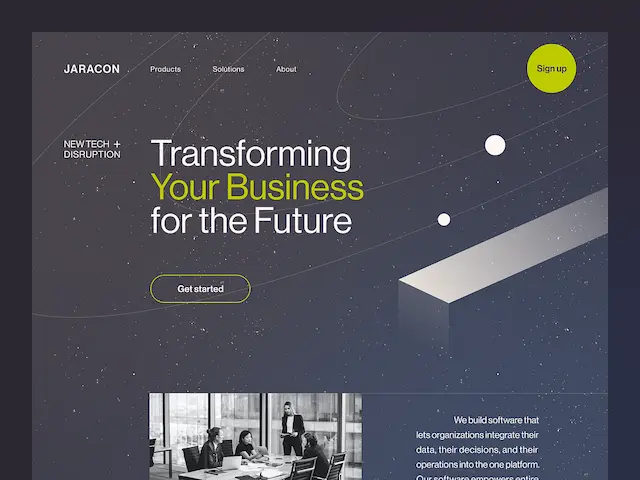 JARACON
Products
Solutions
About
Sign up
NEW TECH +
DISRUPTION
Transforming
Your Business
for the Future
Get started
We build software that
lets organizations integrate their
data, their decisions, and their
operations into the one platform.
Our software empowers entire